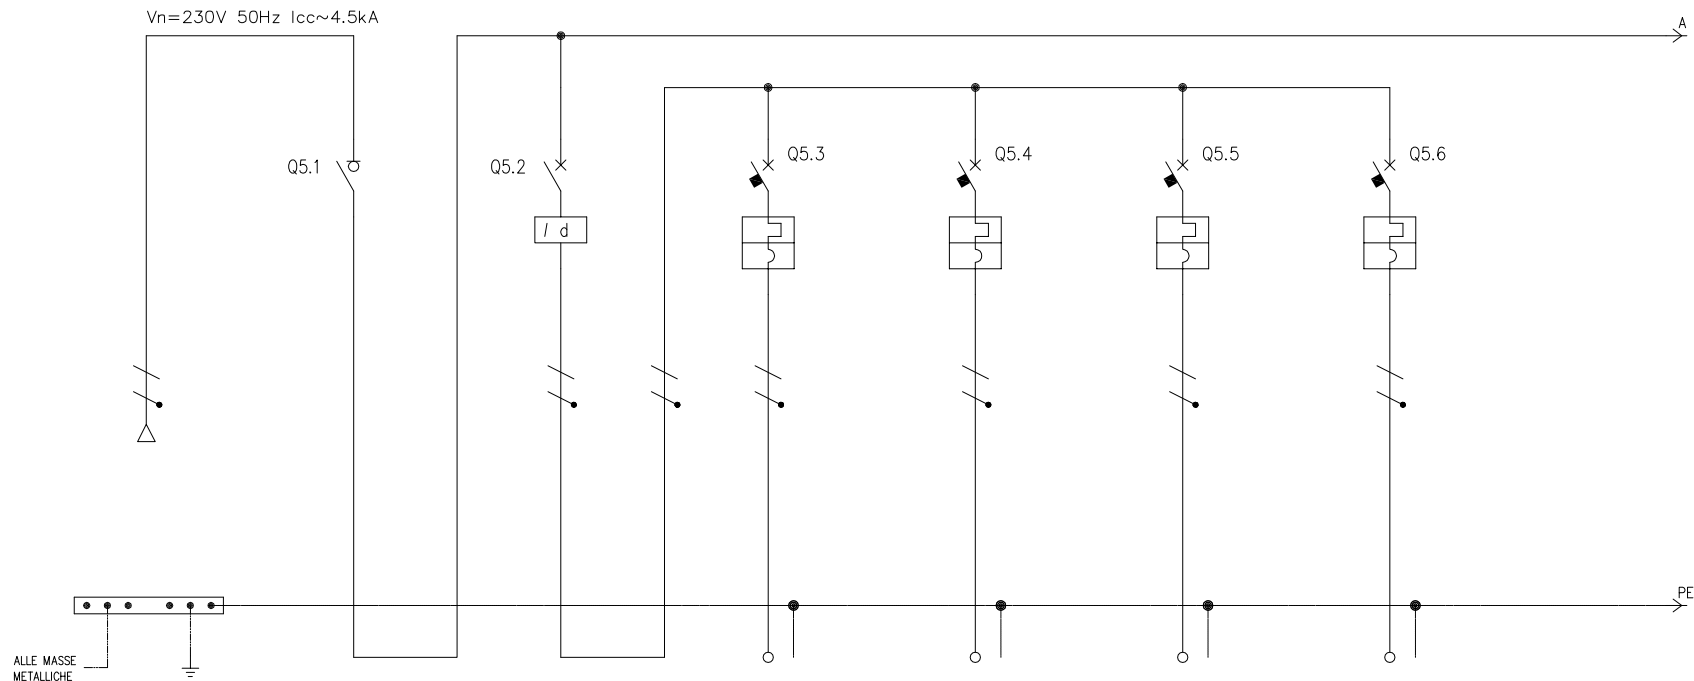 Vn=230V 50Hz Icc~4.5kA
A
Q5.1
Q5.2
Q5.3
Q5.4
Q5.5
Q5.6
I d
PE
ALLE MASSE
METALLICHE